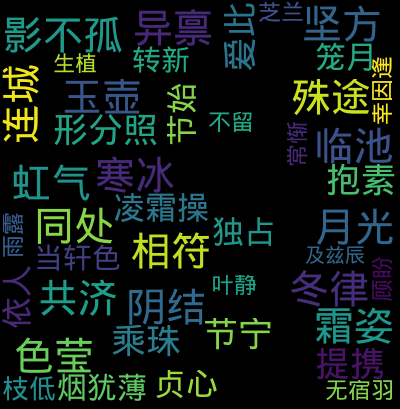 影不孤
异禀
爱此
芝兰
坚方
生植
转新
笼月
连城
玉壶
节始
殊途
幸因逢
形分照
不留
常惭
临池
虹气
寒冰
抱素
凌霜操
雨露
同处
独占
月光
当轩色
相符
及兹辰
依人
叶静
冬律
顾盼
共济
阴结
霜姿
乘珠
节宁
色莹
提携
枝低
烟犹薄
贞心
无宿羽